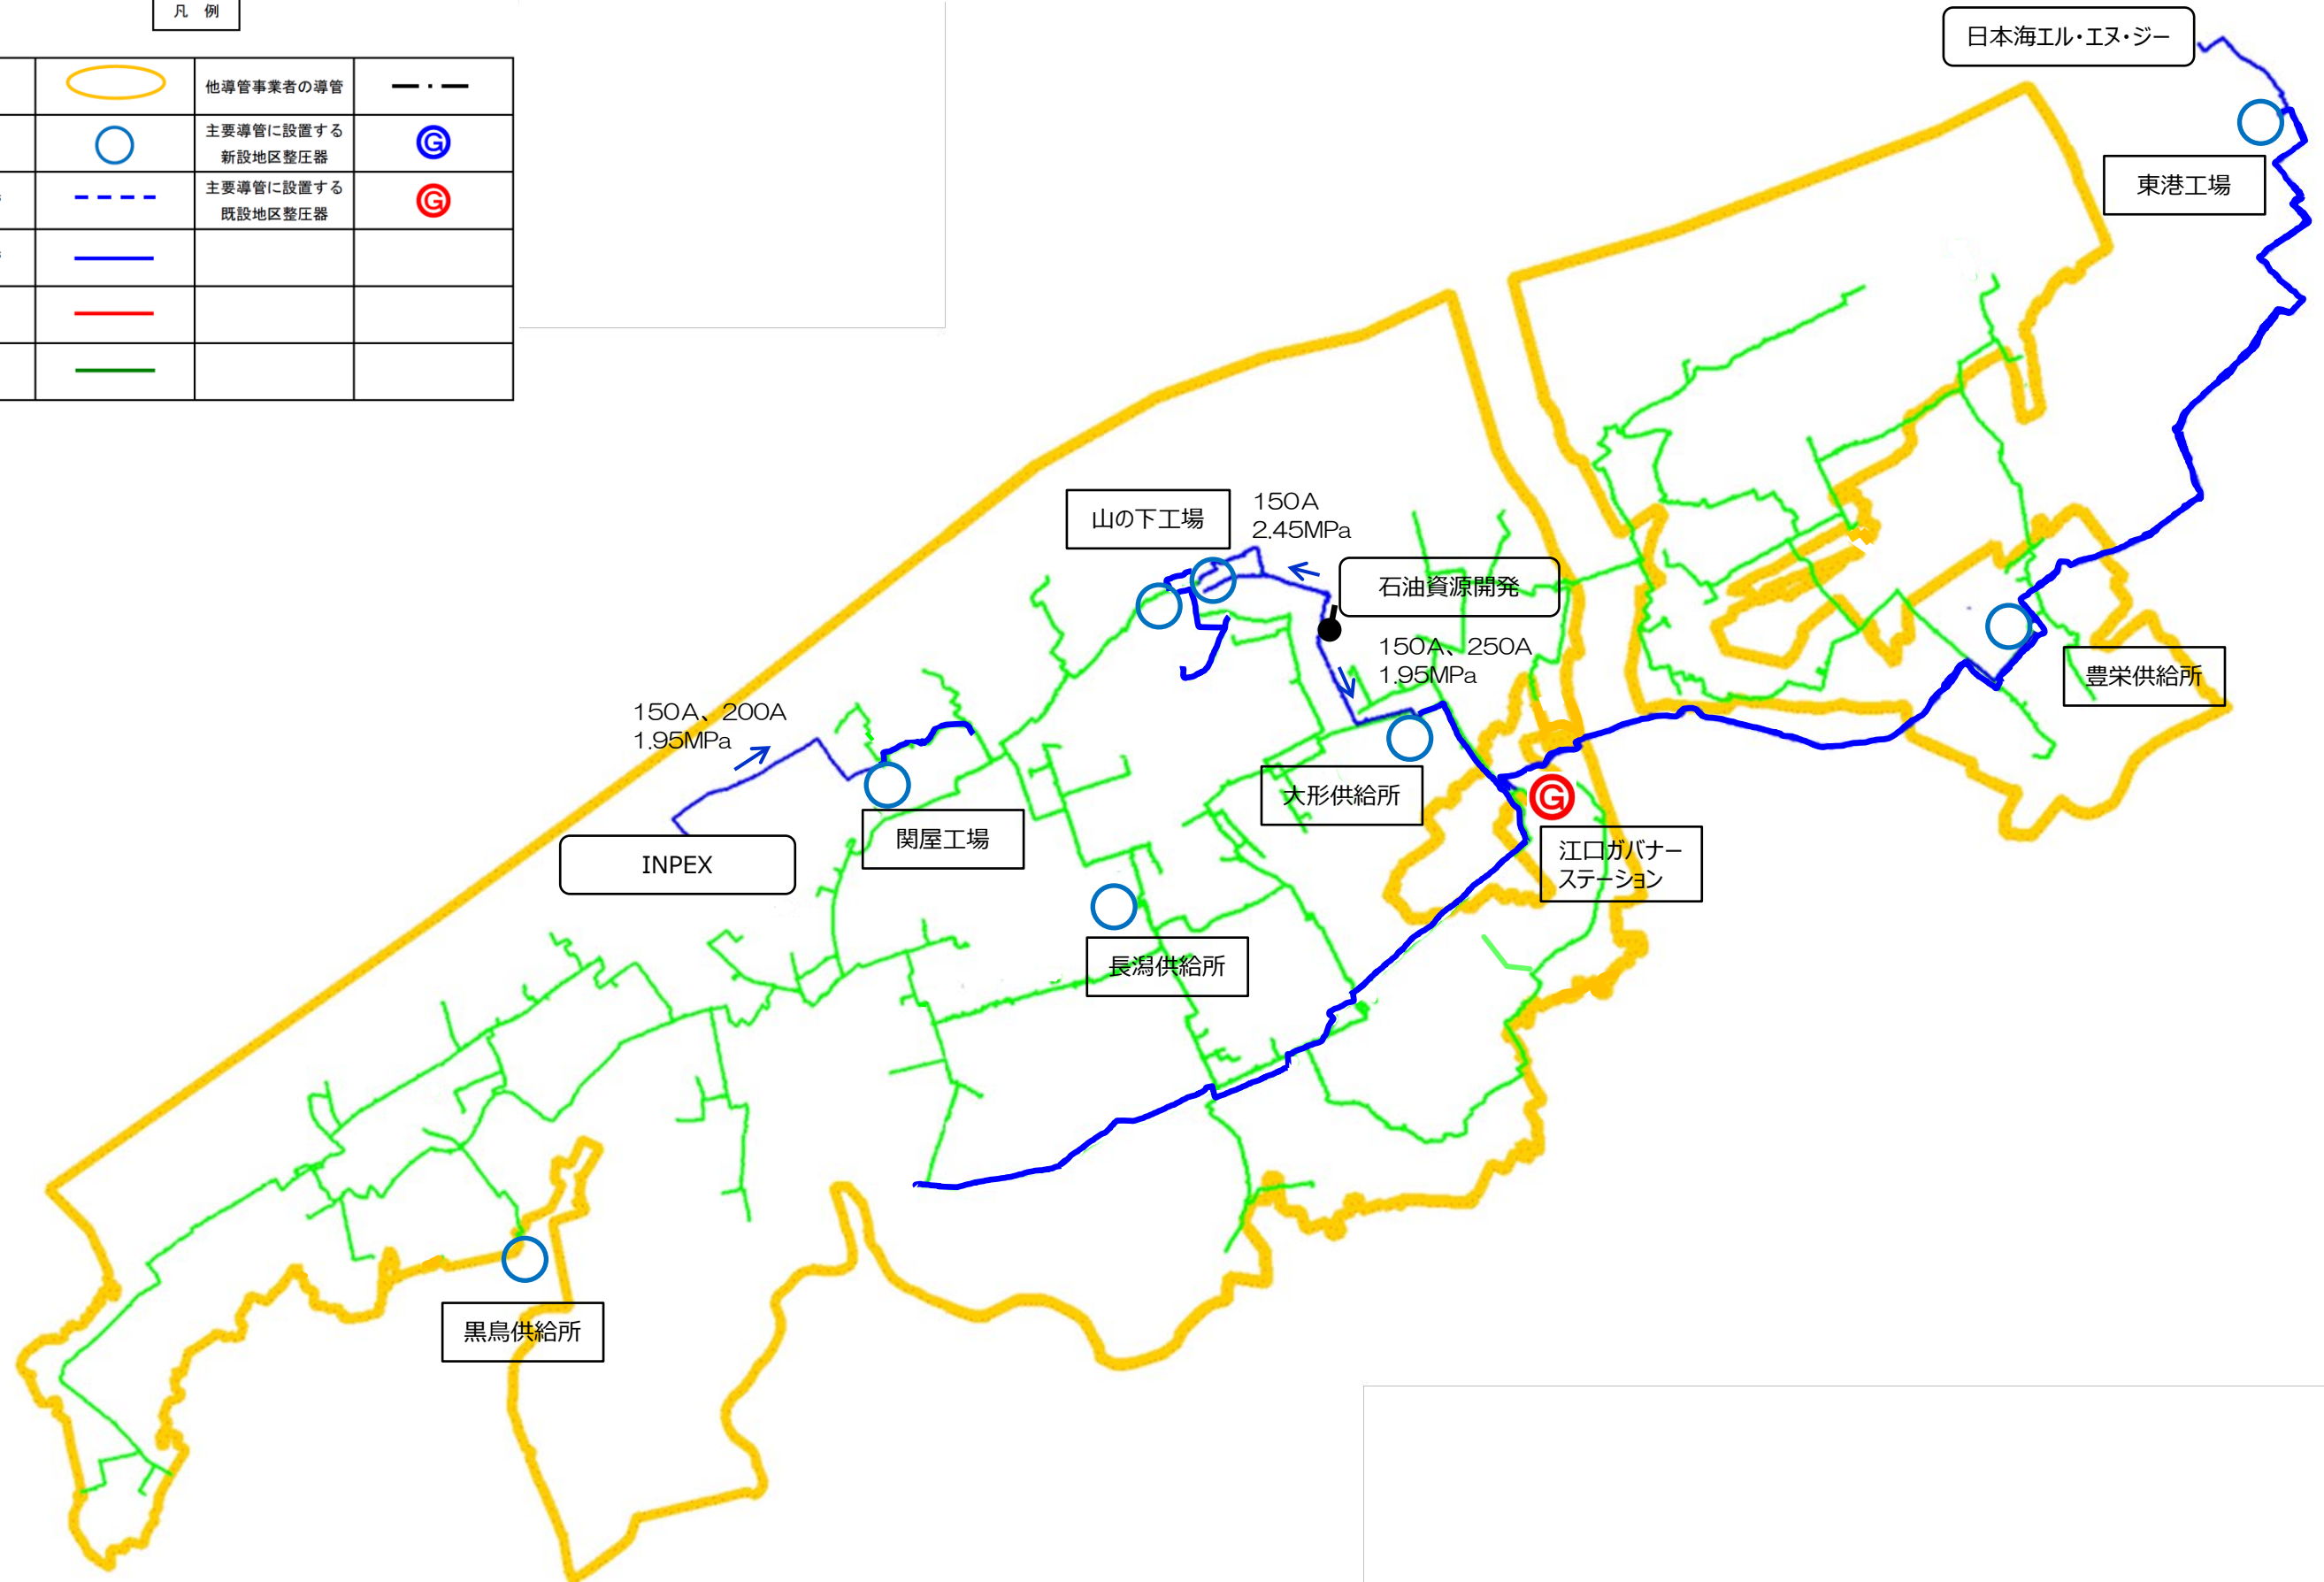 凡 例
他導管事業者の導管
主要導管に設置する
新設地区整圧器
G
主要導管に設置する
既設地区整圧器
G
日本海エル・エヌ・ジー
東港工場
山の下工場
150A
2.45MPa
石油資源開発
150A、250A
1.95MPa
豊栄供給所
150A、200A
1.95MPa
大形供給所
G
関屋工場
江口ガバナー
ステーション
INPEX
長潟供給所
黒鳥供給所